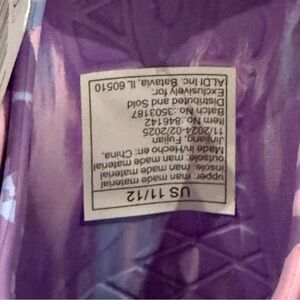 US 11/12
upper man made material
insole: man made material
outsole: man made material
Made in/Hecho en: China,
Jinjiang, Fujian
11/2024-02/2025
Item No.:846142
Batch No.:3503187
Distributed and Sold
Exclusively for:
ALDI Inc. Batavia, IL 60510